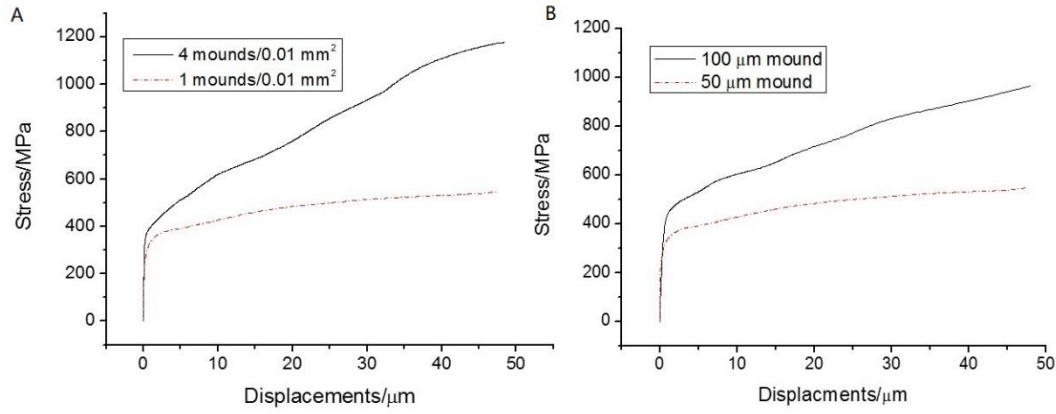 A
4 mounds/0.01 mm²
1 mounds/0.01 mm²
1200
1000
800
600
400
200
0
Stress/MPa
0 10 20 30 40 50
Displacements/μm
B
100 μm mound
50 μm mound
1200
1000
800
600
400
200
0
Stress/MPa
0 10 20 30 40 50
Displacments/μm